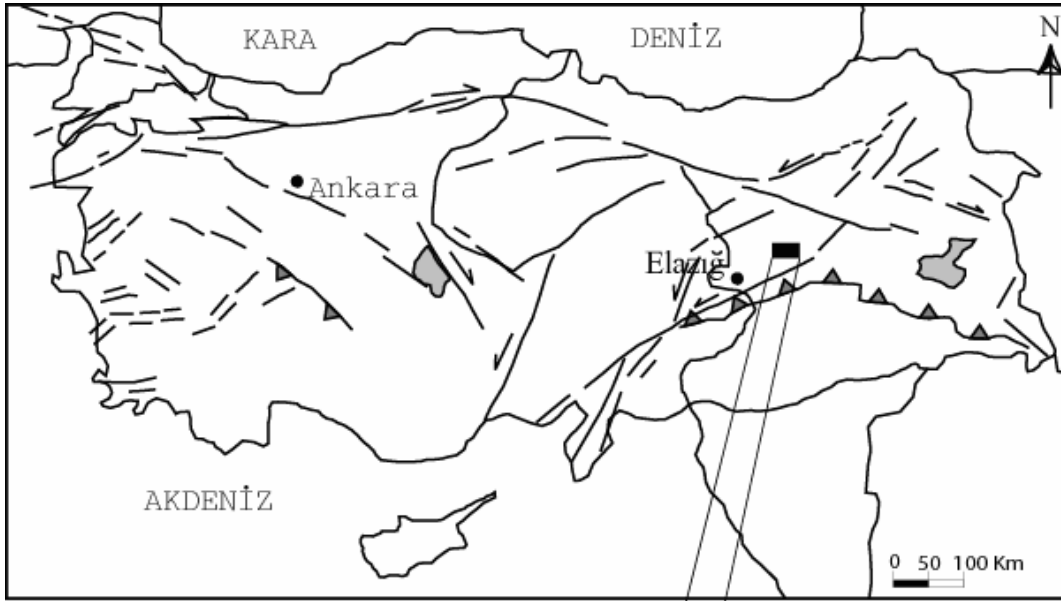 KARA DENİZ
N
Ankara
Elazığ
AKDENİZ
0 50 100 Km